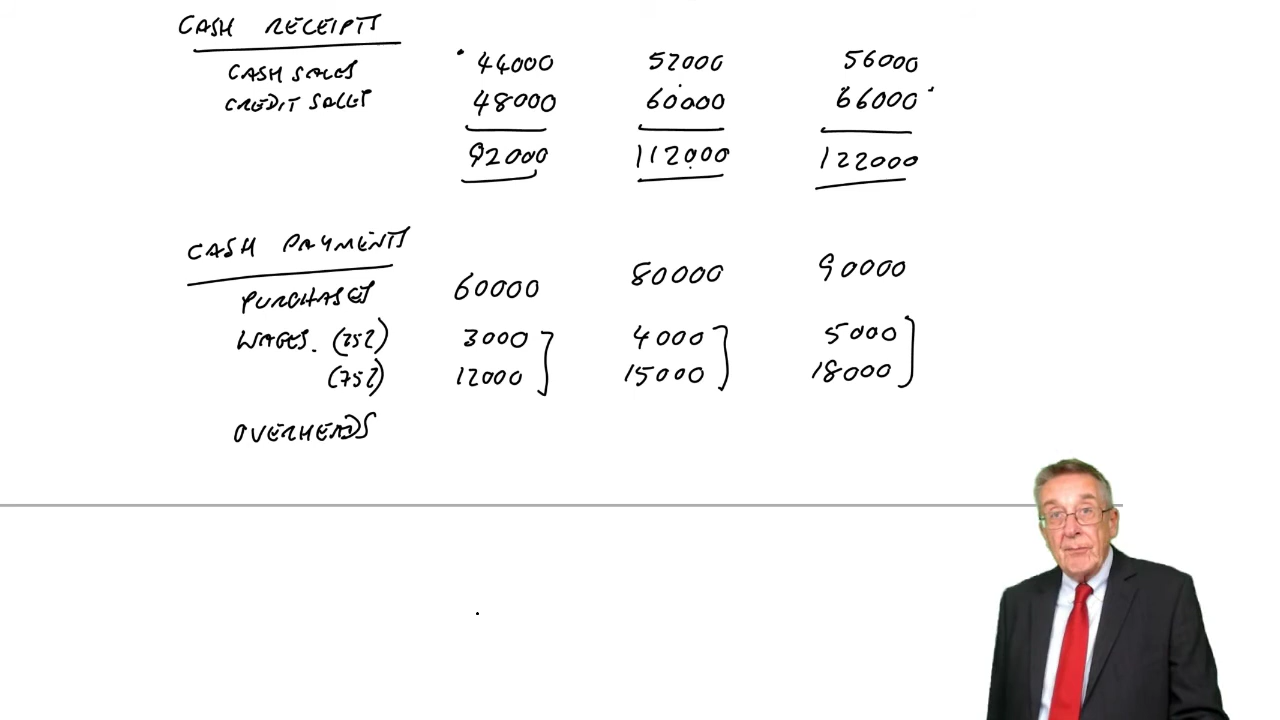 CASH RECEIPTS
CASH SALES 44000 52000 56000
CREDIT SALES 48000 60000 66000
92000 112000 122000
CASH PAYMENTS
PURCHASES 60000 80000 90000
WAGES. (25%) 3000 4000 5000
(75%) 12000 15000 18000
OVERHEADS